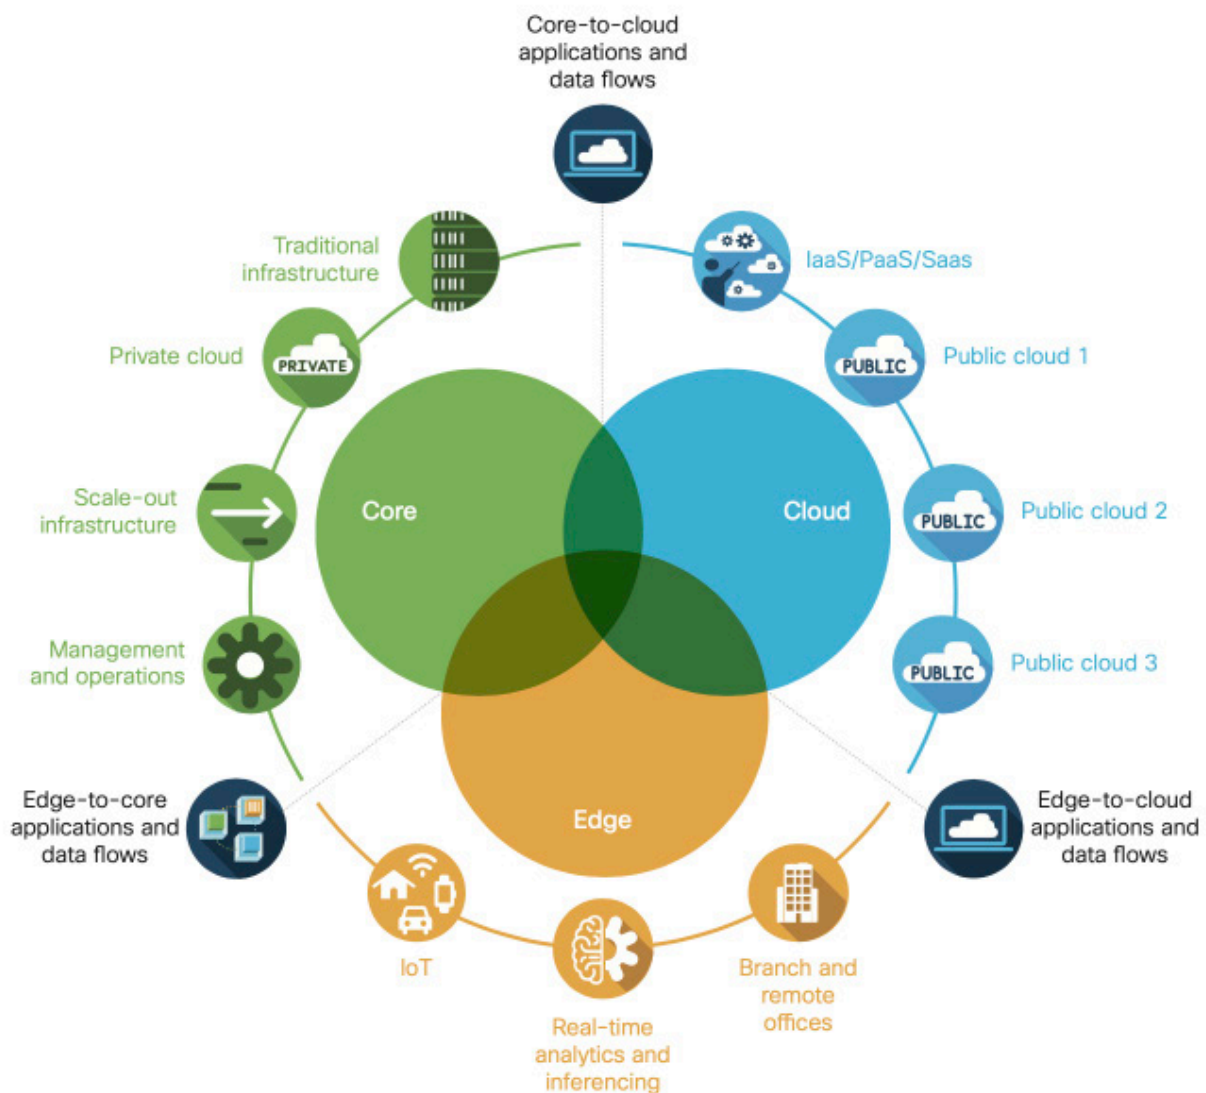 Core-to-cloud
applications and
data flows
Traditional
infrastructure
IaaS/PaaS/Saas
Private cloud
PRIVATE
PUBLIC
Public cloud 1
Core
Cloud
Scale-out
infrastructure
PUBLIC
Public cloud 2
Management
and operations
PUBLIC
Public cloud 3
Edge-to-core
applications and
data flows
Edge
Edge-to-cloud
applications and
data flows
IoT
Real-time
analytics and
inferencing
Branch and
remote
offices